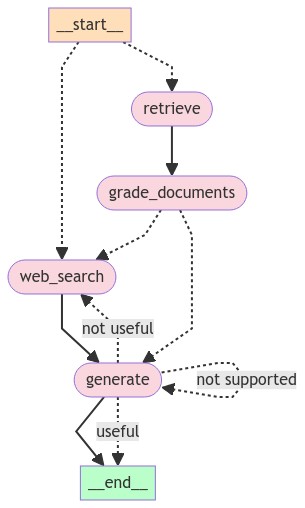 __start__
retrieve
grade_documents
web_search
not useful
generate
not supported
useful
__end__